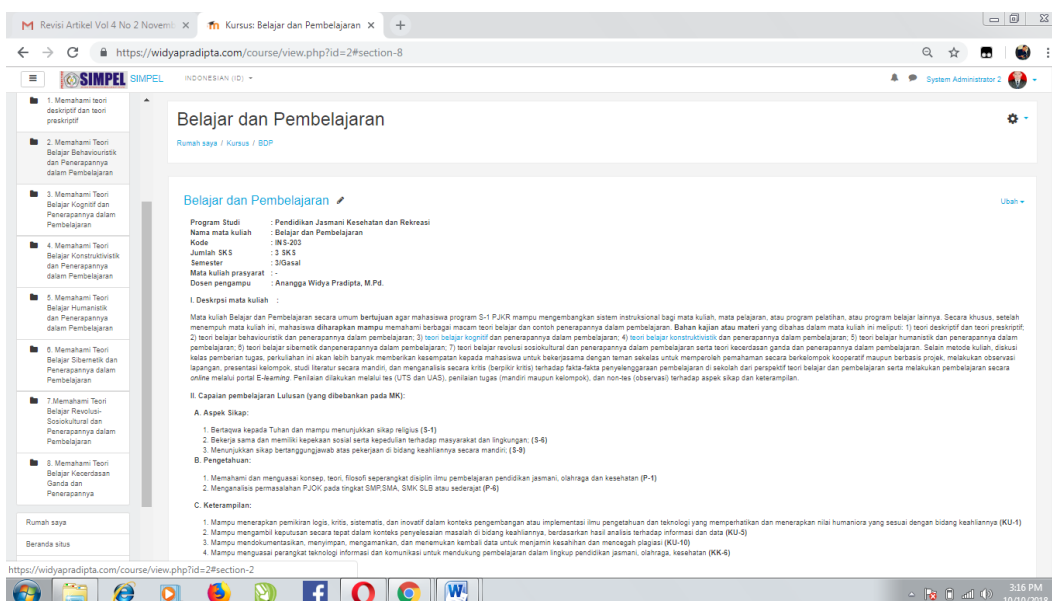 Revisi Artikel Vol 4 No 2 Novemb
Kursus: Belajar dan Pembelajaran
https://widyapradipta.com/course/view.php?id=2#section-8
SIMPEL SIMPEL INDONESIAN (ID)
System Administrator 2
1. Memahami teori
deskriptif dan teori
preskriptif
2. Memahami Teori
Belajar Behaviouristik
dan Penerapannya
dalam Pembelajaran
3. Memahami Teori
Belajar Kognitif dan
Penerapannya dalam
Pembelajaran
4. Memahami Teori
Belajar Konstruktivistik
dan Penerapannya
dalam Pembelajaran
5. Memahami Teori
Belajar Humanistik
dan Penerapannya
dalam Pembelajaran
6. Memahami Teori
Belajar Sibernetik dan
Penerapannya dalam
Pembelajaran
7.Memahami Teori
Belajar Revolusi-
Sosiokultural dan
Penerapannya dalam
Pembelajaran
8. Memahami Teori
Belajar Kecerdasan
Ganda dan
Penerapannya
Rumah saya
Beranda situs
Belajar dan Pembelajaran
Rumah saya / Kursus / BDP
Belajar dan Pembelajaran
Ubah
Program Studi : Pendidikan Jasmani Kesehatan dan Rekreasi
Nama mata kuliah : Belajar dan Pembelajaran
Kode : INS-203
Jumlah SKS : 3 SKS
Semester : 3/Gasal
Mata kuliah prasyarat : -
Dosen pengampu : Anangga Widya Pradipta, M.Pd.
I. Deskrpsi mata kuliah :
Mata kuliah Belajar dan Pembelajaran secara umum bertujuan agar mahasiswa program S-1 PJKR mampu mengembangkan sistem instruksional bagi mata kuliah, mata pelajaran, atau program pelatihan, atau program belajar lainnya. Secara khusus, setelah
menempuh mata kuliah ini, mahasiswa diharapkan mampu memahami berbagai macam teori belajar dan contoh penerapannya dalam pembelajaran. Bahan kajian atau materi yang dibahas dalam mata kuliah ini meliputi: 1) teori deskriptif dan teori preskriptif;
2) teori belajar behaviouristik dan penerapannya dalam pembelajaran; 3) teori belajar kognitif dan penerapannya dalam pembelajaran; 4) teori belajar konstruktivistik dan penerapannya dalam pembelajaran; 5) teori belajar humanistik dan penerapannya dalam
pembelajaran; 6) teori belajar sibernetik danpenerapannya dalam pembelajaran; 7) teori belajar revolusi sosiokultural dan penerapannya dalam pembelajaran serta teori kecerdasan ganda dan penerapannya dalam pembelajaran. Selain metode kuliah, diskusi
kelas pemberian tugas, perkuliahan ini akan lebih banyak memberikan kesempatan kepada mahasiswa untuk bekerjasama dengan teman sekelas untuk memperoleh pemahaman secara berkelompok kooperatif maupun berbasis projek, melakukan observasi
lapangan, presentasi kelompok, studi literatur secara mandiri, dan menganalisis secara kritis (berpikir kritis) terhadap fakta-fakta penyelenggaraan pembelajaran di sekolah dari perspektif teori belajar dan pembelajaran serta melakukan pembelajaran secara
online melalui portal E-learning. Penilaian dilakukan melalui tes (UTS dan UAS), penilaian tugas (mandiri maupun kelompok), dan non-tes (observasi) terhadap aspek sikap dan keterampilan.
II. Capaian pembelajaran Lulusan (yang dibebankan pada MK):
A. Aspek Sikap:
1. Bertaqwa kepada Tuhan dan mampu menunjukkan sikap religius (S-1)
2. Bekerja sama dan memiliki kepekaan sosial serta kepedulian terhadap masyarakat dan lingkungan; (S-6)
3. Menunjukkan sikap bertanggungjawab atas pekerjaan di bidang keahliannya secara mandiri; (S-9)
B. Pengetahuan:
1. Memahami dan menguasai konsep, teori, filosofi seperangkat disiplin ilmu pembelajaran pendidikan jasmani, olahraga dan kesehatan (P-1)
2. Menganalisis permasalahan PJOK pada tingkat SMP,SMA, SMK SLB atau sederajat (P-6)
C. Keterampilan:
1. Mampu menerapkan pemikiran logis, kritis, sistematis, dan inovatif dalam konteks pengembangan atau implementasi ilmu pengetahuan dan teknologi yang memperhatikan dan menerapkan nilai humaniora yang sesuai dengan bidang keahliannya (KU-1)
2. Mampu mengambil keputusan secara tepat dalam konteks penyelesaian masalah di bidang keahliannya, berdasarkan hasil analisis terhadap informasi dan data (KU-5)
3. Mampu mendokumentasikan, menyimpan, mengamankan, dan menemukan kembali data untuk menjamin kesahihan dan mencegah plagiasi (KU-10)
4. Mampu menguasai perangkat teknologi informasi dan komunikasi untuk mendukung pembelajaran dalam lingkup pendidikan jasmani, olahraga, kesehatan (KK-6)
https://widyapradipta.com/course/view.php?id=2#section-2
3:16 PM
10/10/2018